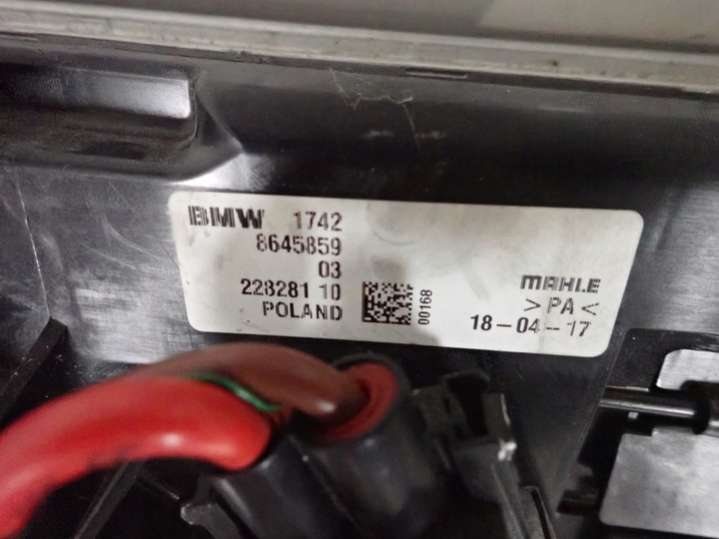 BMW 1742
8645859
03
228281 10
POLAND
00168
MAHLE
>PA<
18-04-17